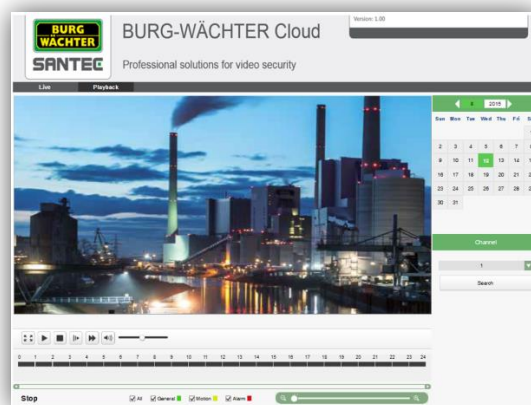 BURG
WÄCHTER
SANTEC
BURG-WÄCHTER Cloud
Professional solutions for video security
Version: 1.00
Live Playback
8 2015
Sun Mon Tue Wed Thu Fri
2 3 4 5 6 7
9 10 11 12 13 14
16 17 18 19 20 21
23 24 25 26 27 28
30 31
Channel
1
Search
0 1 2 3 4 5 6 7 8 9 10 11 12 13 14 15 16 17 18 19 20 21 22 23 24
Stop
All General Motion Alarm